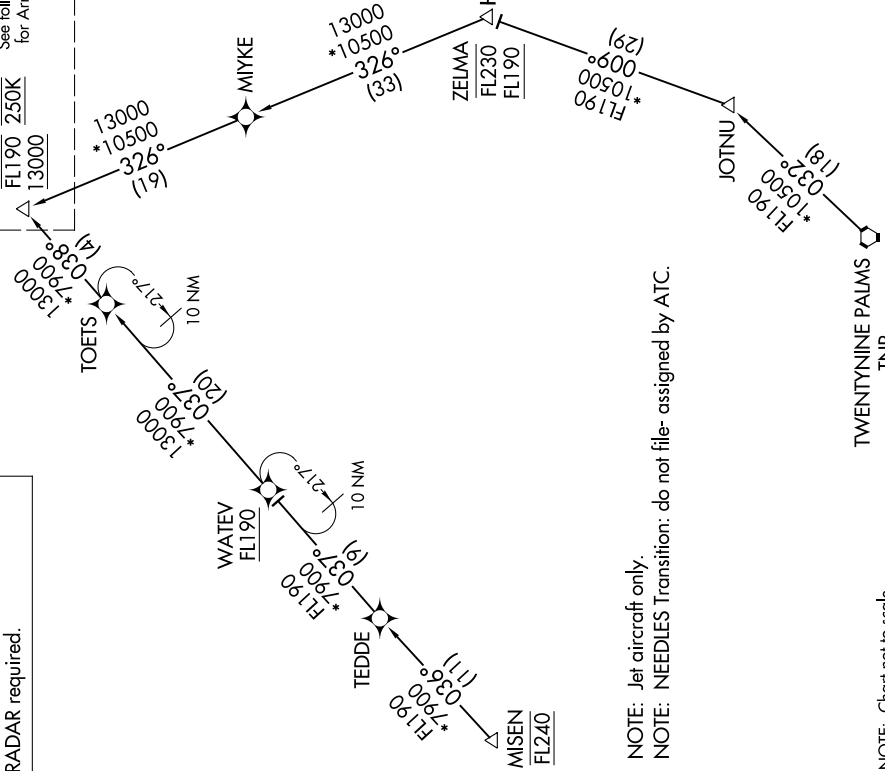 RADAR required.
See foll
for Arr
FL190 250K
13000
13000
*10500
326°
(19)
MIYKE
13000
*10500
326°
(33)
ZELMA
FL230
FL190
FL190
*10500
009°
(29)
JOTNU
FL190
*10500
032°
(18)
TWENTYNINE PALMS
TNP
13000
*7900
038°
(4)
TOETS
217°
10 NM
13000
*7900
037°
(20)
WATEV
FL190
217°
10 NM
FL190
*7900
037°
(9)
TEDDE
FL190
*7900
036°
(11)
MISEN
FL240
NOTE: Jet aircraft only.
NOTE: NEEDLES Transition: do not file- assigned by ATC.
NOTE: Chart not to scale.